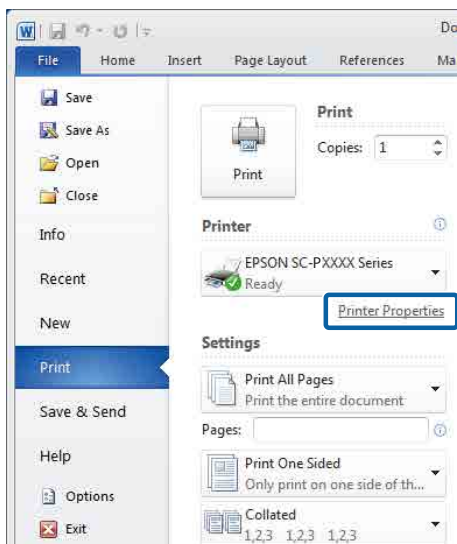 W
Do
File Home Insert Page Layout References Ma
Save
Save As
Open
Close
Info
Recent
New
Print
Save & Send
Help
Options
Exit
Print
Print
Copies: 1
Printer
EPSON SC-PXXXX Series
Ready
Printer Properties
Settings
Print All Pages
Print the entire document
Pages:
Print One Sided
Only print on one side of th...
Collated
1,2,3 1,2,3 1,2,3